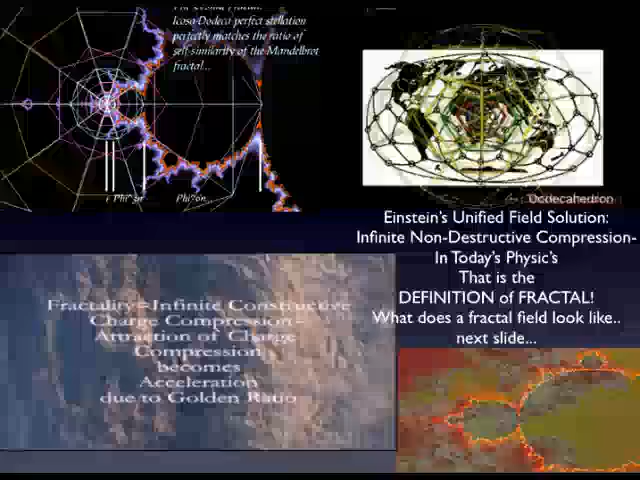 Icosa-Dodeca perfect stellation
perfectly matches the ratio of
self-similarity of the Mandelbrot
fractal...
Dodecahedron
Einstein's Unified Field Solution:
Infinite Non-Destructive Compression-
In Today's Physic's
That is the
DEFINITION of FRACTAL!
What does a fractal field look like..
next slide...
Fractality=Infinite Constructive
Charge Compression-
Attraction of Charge
Compression
becomes
Acceleration
due to Golden Ratio